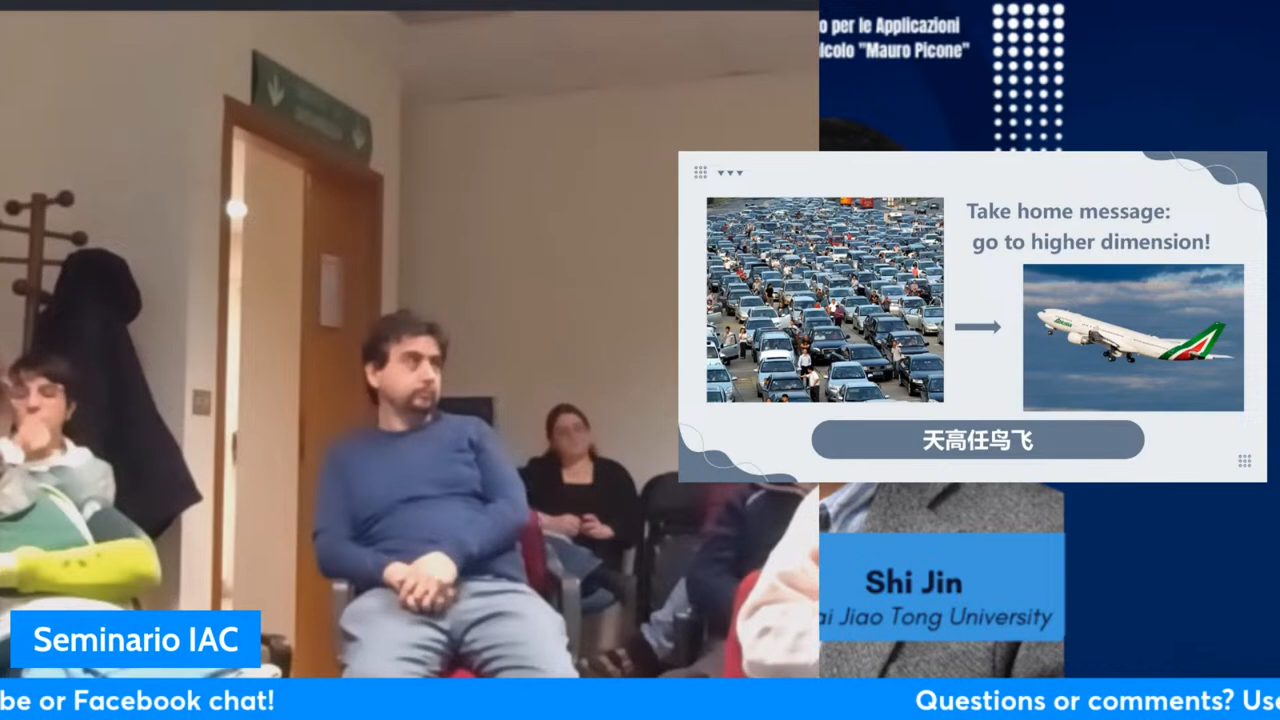 o per le Applicazioni
lcolo "Mauro Picone"
Take home message:
go to higher dimension!
Alitalia
天高任鸟飞
Shi Jin
ai Jiao Tong University
Seminario IAC
be or Facebook chat!
Questions or comments? Use